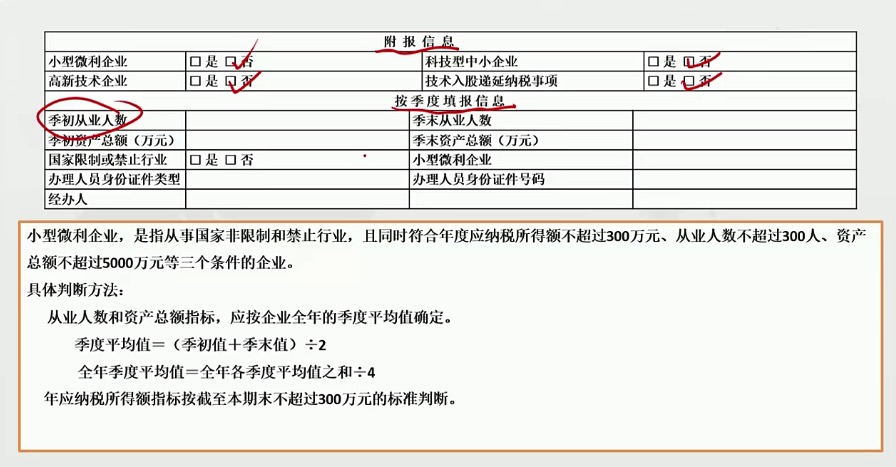 附报信息
小型微利企业 □是 □否 科技型中小企业 □是 □否
高新技术企业 □是 □否 技术入股递延纳税事项 □是 □否
按季度填报信息
季初从业人数 季末从业人数
季初资产总额（万元） 季末资产总额（万元）
国家限制或禁止行业 □是 □否 小型微利企业
办理人员身份证件类型 办理人员身份证件号码
经办人
小型微利企业，是指从事国家非限制和禁止行业，且同时符合年度应纳税所得额不超过300万元、从业人数不超过300人、资产
总额不超过5000万元等三个条件的企业。
具体判断方法：
从业人数和资产总额指标，应按企业全年的季度平均值确定。
季度平均值＝（季初值＋季末值）÷2
全年季度平均值＝全年各季度平均值之和÷4
年应纳税所得额指标按截至本期末不超过300万元的标准判断。